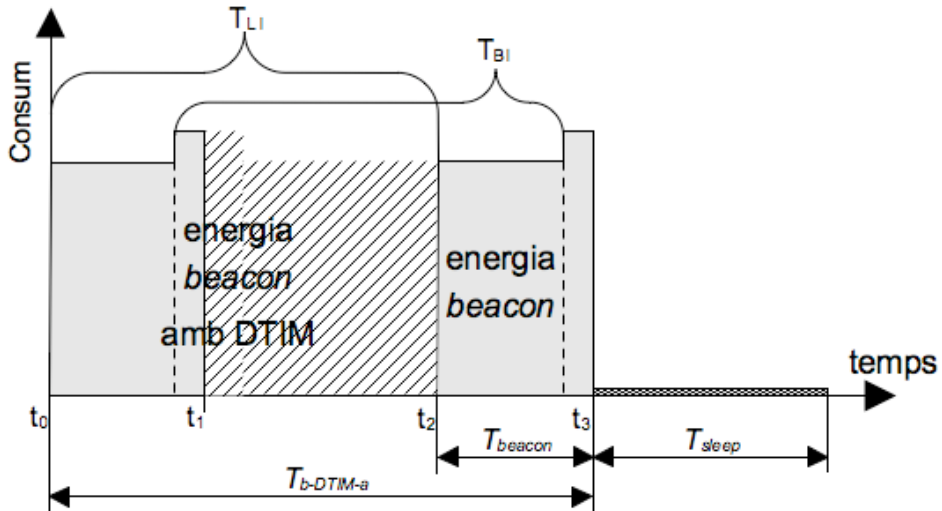 T_LI
T_BI
Consum
energia
beacon
amb DTIM
energia
beacon
temps
t0
t1
t2
t3
T_beacon
T_sleep
T_b-DTIM-a